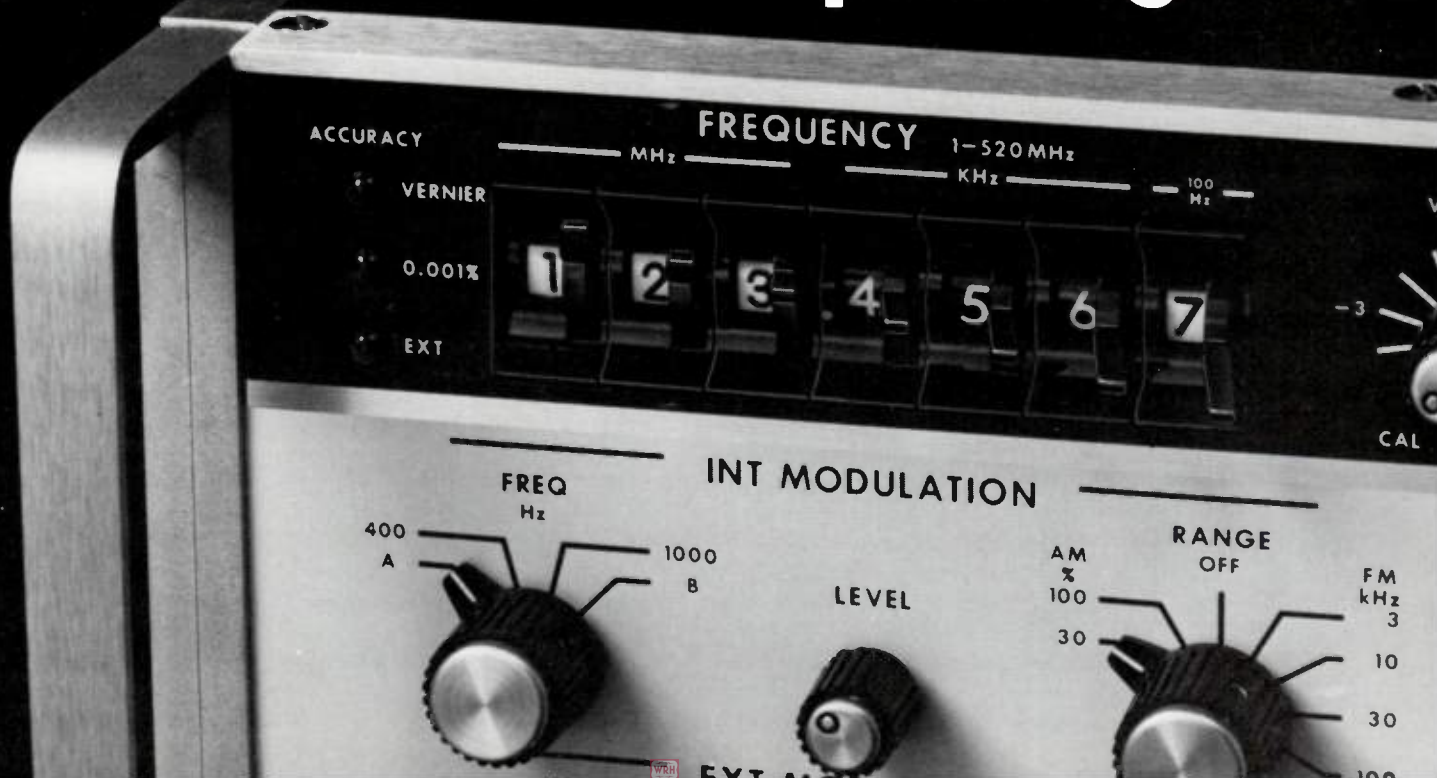 FREQUENCY 1-520MHz
ACCURACY
MHz
KHz
100
Hz
VERNIER
0.001%
EXT
1 2 3 4 5 6 7
-3
CAL
INT MODULATION
FREQ
Hz
400
A
1000
B
LEVEL
RANGE
OFF
AM
%
100
30
FM
kHz
3
10
30
WRH